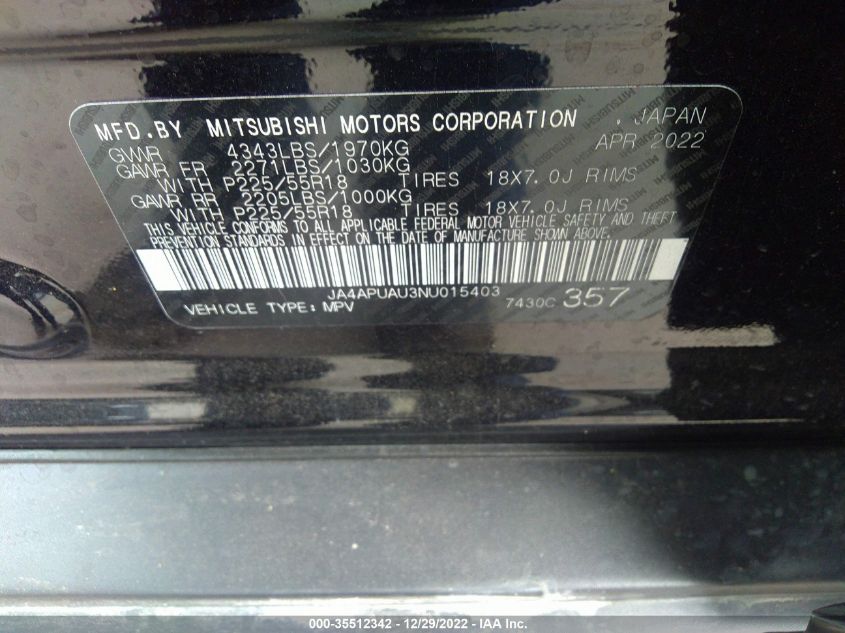 MFD.BY MITSUBISHI MOTORS CORPORATION , JAPAN
GVWR 4343LBS/1970KG APR 2022
GAWR FR 2271LBS/1030KG
WITH P225/55R18 TIRES 18X7.0J RIMS
GAWR RR 2205LBS/1000KG
WITH P225/55R18 TIRES 18X7.0J RIMS
THIS VEHICLE CONFORMS TO ALL APPLICABLE FEDERAL MOTOR VEHICLE SAFETY AND THEFT
PREVENTION STANDARDS IN EFFECT ON THE DATE OF MANUFACTURE SHOWN ABOVE.
JA4APUAU3NU015403
VEHICLE TYPE: MPV 7430C 357
000-35512342 - 12/29/2022 - IAA Inc.